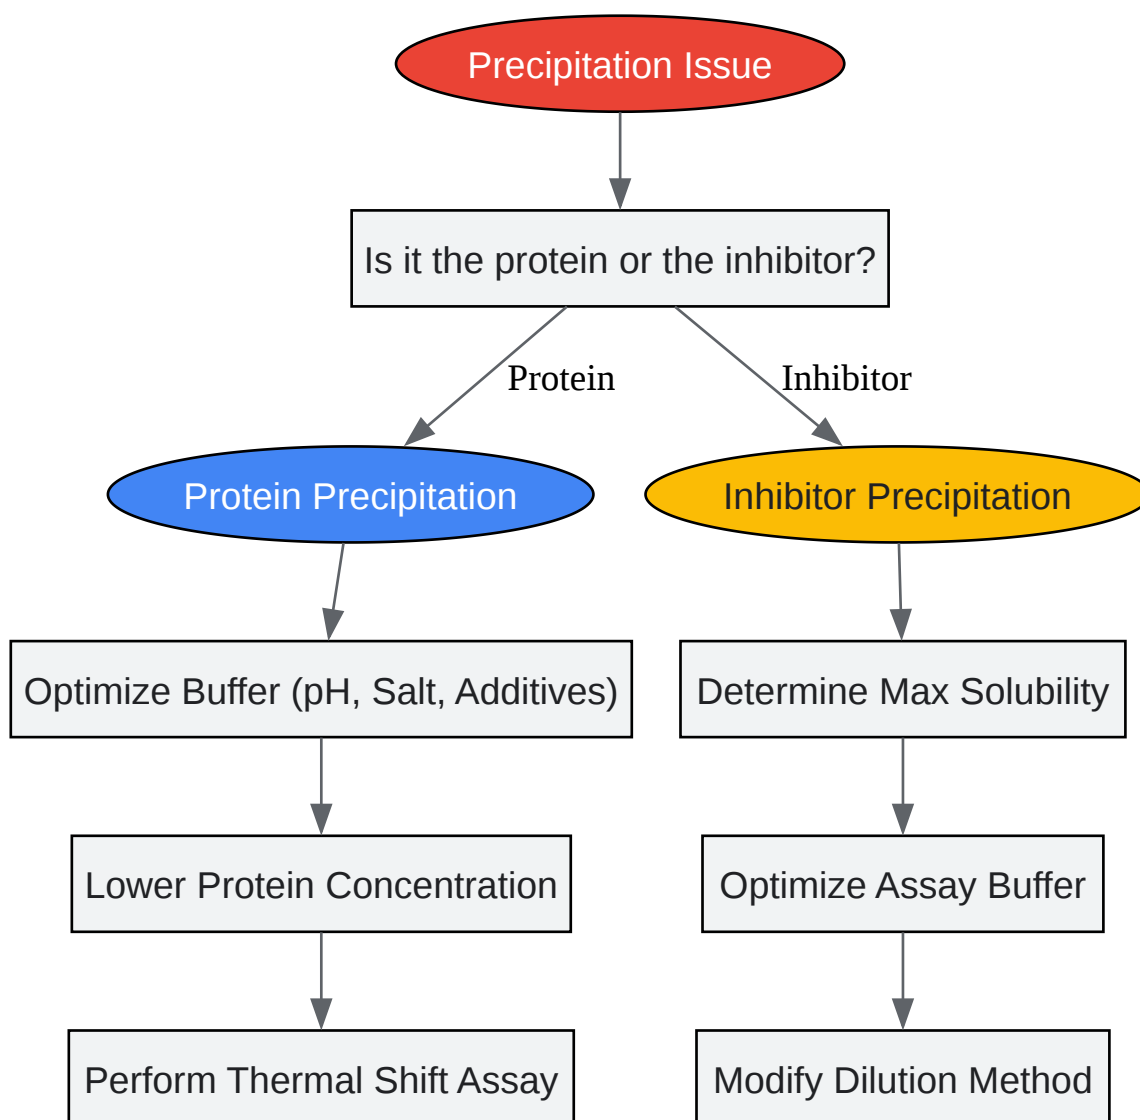 Precipitation Issue
Is it the protein or the inhibitor?
Protein
Inhibitor
Protein Precipitation
Inhibitor Precipitation
Optimize Buffer (pH, Salt, Additives)
Determine Max Solubility
Lower Protein Concentration
Optimize Assay Buffer
Perform Thermal Shift Assay
Modify Dilution Method